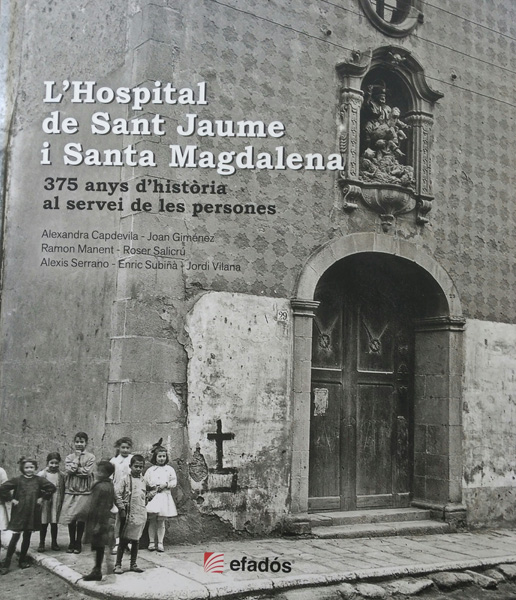 L'Hospital
de Sant Jaume
i Santa Magdalena
375 anys d'història
al servei de les persones
Alexandra Capdevila - Joan Giménez
Ramon Manent - Roser Salicrú
Alexis Serrano - Enric Subiñà - Jordi Vilana
29
efadós